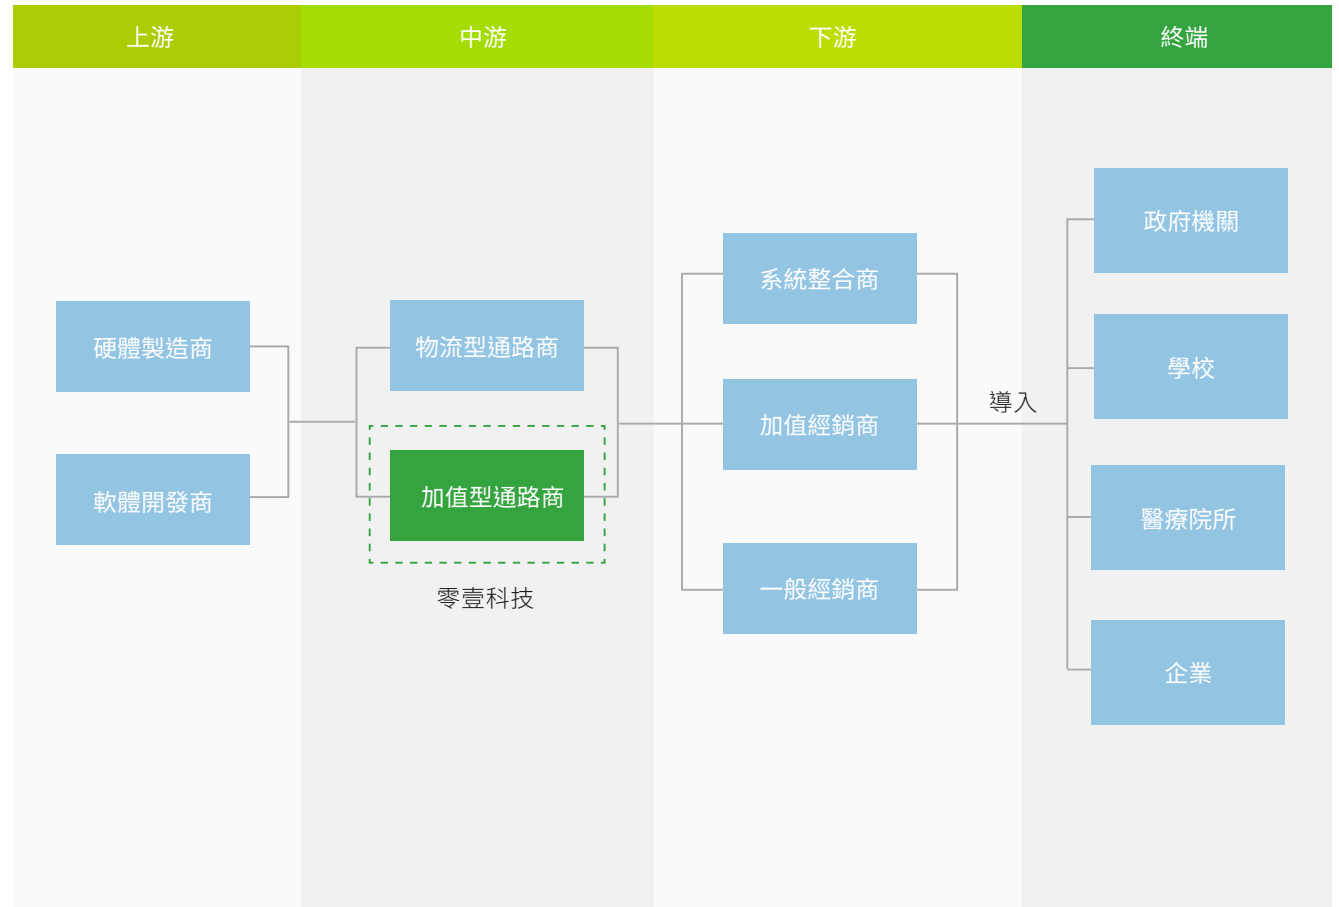 上游
中游
下游
終端
硬體製造商
軟體開發商
物流型通路商
加值型通路商
零壹科技
系統整合商
加值經銷商
一般經銷商
導入
政府機關
學校
醫療院所
企業